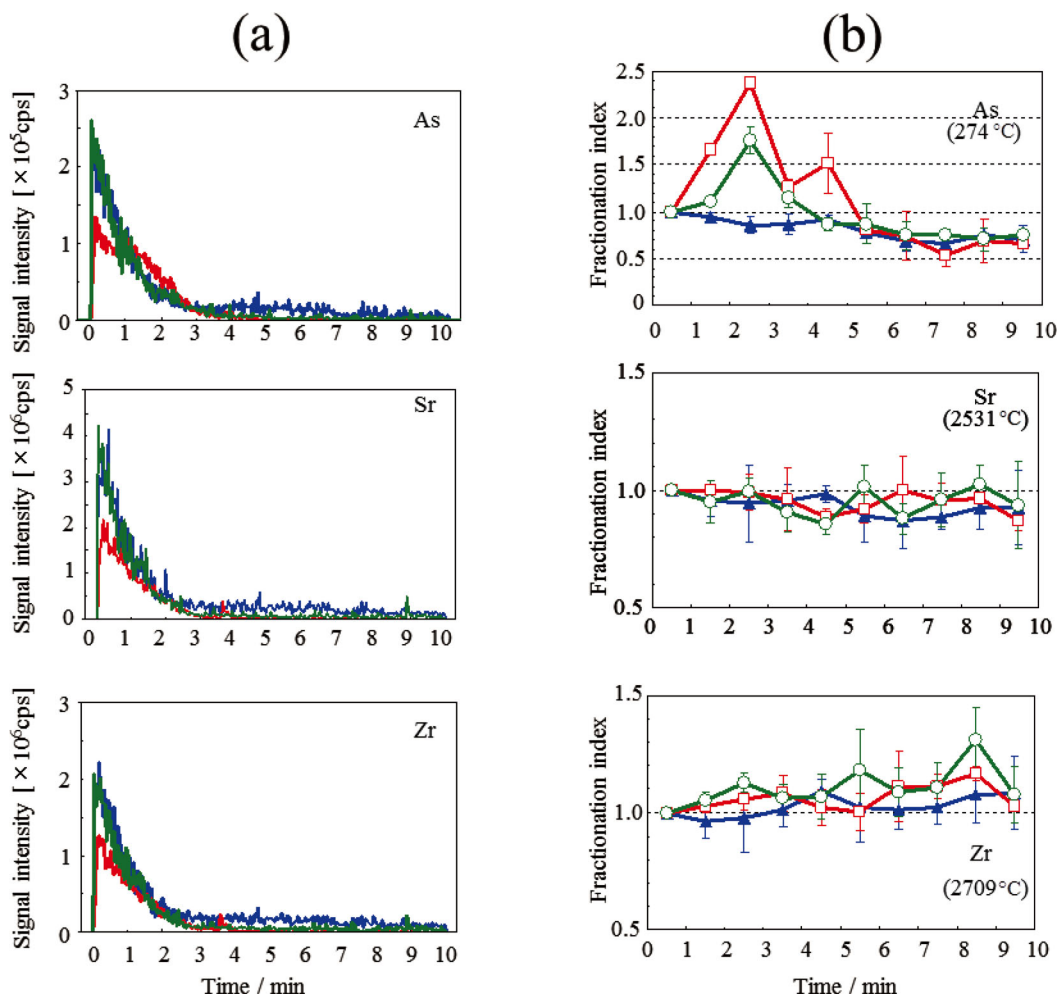 (a)
(b)
Signal intensity [ ×10⁵cps]
3
2
1
0
As
0 1 2 3 4 5 6 7 8 9 10
Fractionation index
2.5
2.0
1.5
1.0
0.5
0
As
(274 °C)
0 1 2 3 4 5 6 7 8 9 10
Signal intensity [ ×10⁶cps]
5
4
3
2
1
0
Sr
0 1 2 3 4 5 6 7 8 9 10
Fractionation index
1.5
1.0
0.5
Sr
(2531 °C)
0 1 2 3 4 5 6 7 8 9 10
Signal intensity [ ×10⁶cps]
3
2
1
0
Zr
0 1 2 3 4 5 6 7 8 9 10
Time / min
Fractionation index
1.5
1.0
0.5
Zr
(2709 °C)
0 1 2 3 4 5 6 7 8 9 10
Time / min